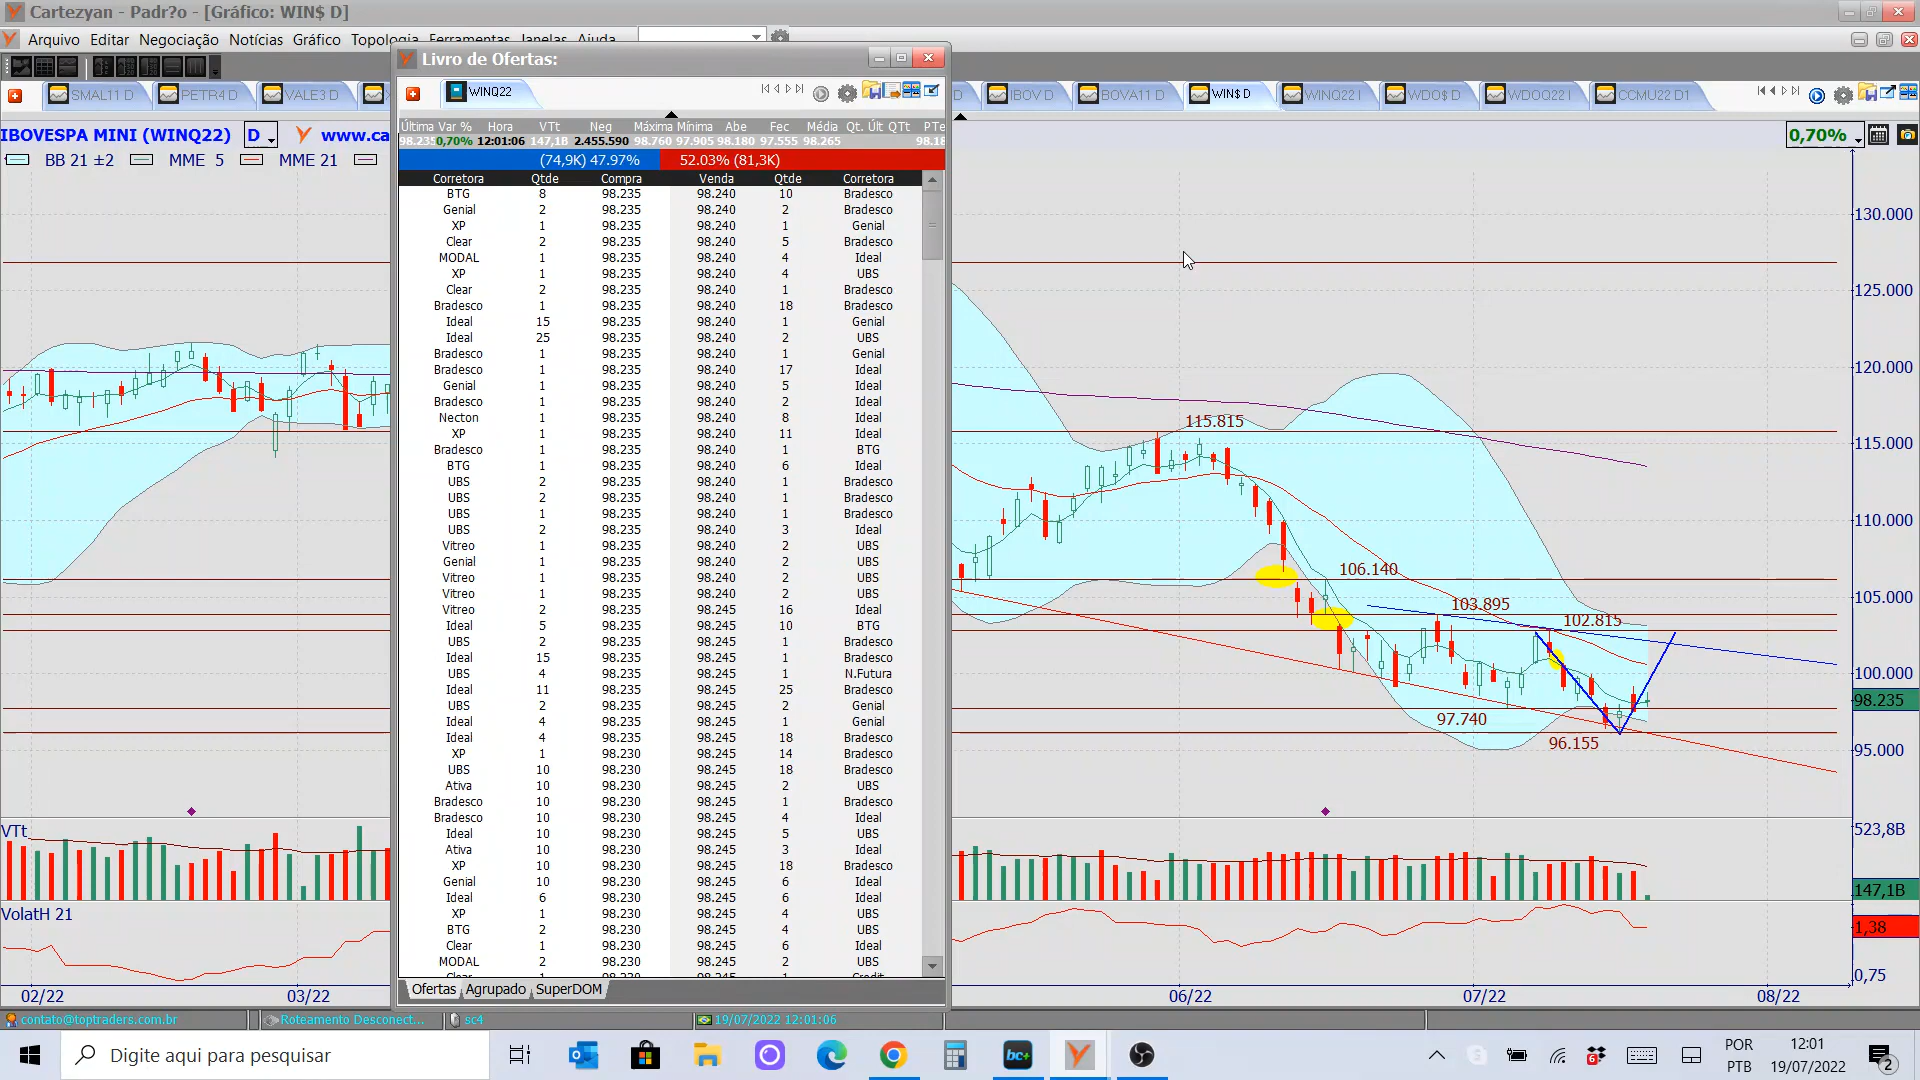 Cartezyan - Padr?o - [Gráfico: WIN$ D]
Arquivo Editar Negociação Notícias Gráfico Topologia Ferramentas Janelas Ajuda
SMAL11 D PETR4 D VALE3 D
D IBOV D BOVA11 D WIN$ D WINQ22 I WDO$ D WDOQ22 I CCMU22 D1
IBOVESPA MINI (WINQ22) D www.ca
0,70%
BB 21 ±2 MME 5 MME 21
Livro de Ofertas:
WINQ22
Última Var % Hora VTt Neg Máxima Mínima Abe Fec Média Qt. Últ QTt PTe
98.235 0,70% 12:01:06 147,1B 2.455.590 98.760 97.905 98.180 97.555 98.265 98.18
(74,9K) 47.97% 52.03% (81,3K)
Corretora Qtde Compra Venda Qtde Corretora
BTG 8 98.235 98.240 10 Bradesco
Genial 2 98.235 98.240 2 Bradesco
XP 1 98.235 98.240 1 Genial
Clear 2 98.235 98.240 5 Bradesco
MODAL 1 98.235 98.240 4 Ideal
XP 1 98.235 98.240 4 UBS
Clear 2 98.235 98.240 1 Bradesco
Bradesco 1 98.235 98.240 18 Bradesco
Ideal 15 98.235 98.240 1 Genial
Ideal 25 98.235 98.240 2 UBS
Bradesco 1 98.235 98.240 1 Genial
Bradesco 1 98.235 98.240 17 Ideal
Genial 1 98.235 98.240 5 Ideal
Bradesco 1 98.235 98.240 2 Ideal
Necton 1 98.235 98.240 8 Ideal
XP 1 98.235 98.240 11 Ideal
Bradesco 1 98.235 98.240 1 BTG
BTG 1 98.235 98.240 6 Ideal
UBS 2 98.235 98.240 1 Bradesco
UBS 2 98.235 98.240 1 Bradesco
UBS 1 98.235 98.240 1 Bradesco
UBS 2 98.235 98.240 3 Ideal
Vitreo 1 98.235 98.240 2 UBS
Genial 1 98.235 98.240 2 UBS
Vitreo 1 98.235 98.240 2 UBS
Vitreo 1 98.235 98.240 2 UBS
Vitreo 2 98.235 98.245 16 Ideal
Ideal 5 98.235 98.245 10 BTG
UBS 2 98.235 98.245 1 Bradesco
Ideal 15 98.235 98.245 1 Bradesco
UBS 4 98.235 98.245 1 N.Futura
Ideal 11 98.235 98.245 25 Bradesco
UBS 2 98.235 98.245 2 Genial
Ideal 4 98.235 98.245 1 Genial
Ideal 4 98.235 98.245 18 Bradesco
XP 1 98.230 98.245 14 Bradesco
UBS 10 98.230 98.245 18 Bradesco
Ativa 10 98.230 98.245 2 UBS
Bradesco 10 98.230 98.245 1 Bradesco
Bradesco 10 98.230 98.245 4 Ideal
Ideal 10 98.230 98.245 5 UBS
Ativa 10 98.230 98.245 3 Ideal
XP 10 98.230 98.245 18 Bradesco
Genial 10 98.230 98.245 6 Ideal
Ideal 6 98.230 98.245 6 Ideal
XP 1 98.230 98.245 4 UBS
BTG 2 98.230 98.245 4 UBS
Clear 1 98.230 98.245 6 Ideal
MODAL 2 98.230 98.245 2 UBS
Clear 1 98.230 98.245 1 Credit
Ofertas Agrupado SuperDOM
130.000
125.000
120.000
115.815
115.000
110.000
106.140
105.000
103.895
102.815
100.000
98.235
97.740
96.155
95.000
VTt
523,8B
147,1B
VolatH 21
1,38
0,75
02/22 03/22 06/22 07/22 08/22
contato@toptraders.com.br Roteamento Desconect... sc4 19/07/2022 12:01:06
Digite aqui para pesquisar
bc+
6
POR
PTB
12:01
19/07/2022
2